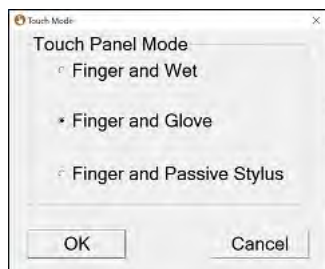 Touch Mode
Touch Panel Mode
Finger and Wet
Finger and Glove
Finger and Passive Stylus
OK
Cancel